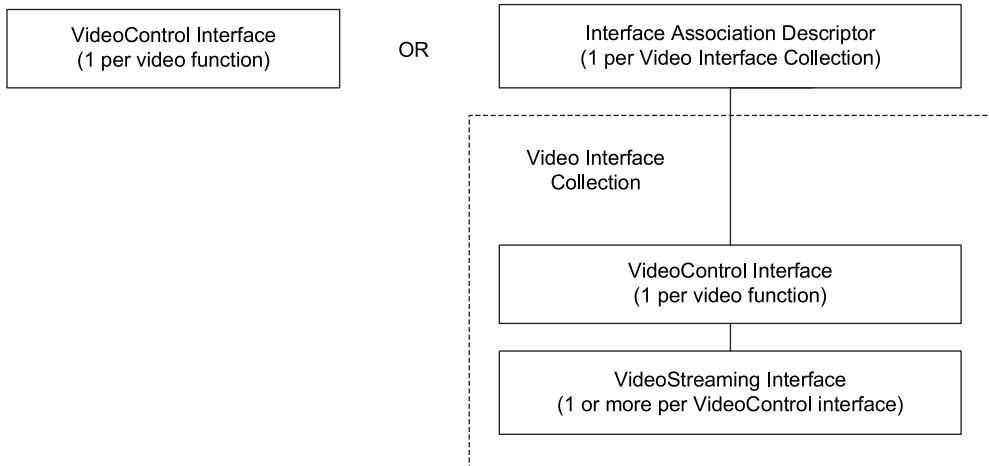 VideoControl Interface
(1 per video function)
OR
Interface Association Descriptor
(1 per Video Interface Collection)
Video Interface
Collection
VideoControl Interface
(1 per video function)
VideoStreaming Interface
(1 or more per VideoControl interface)